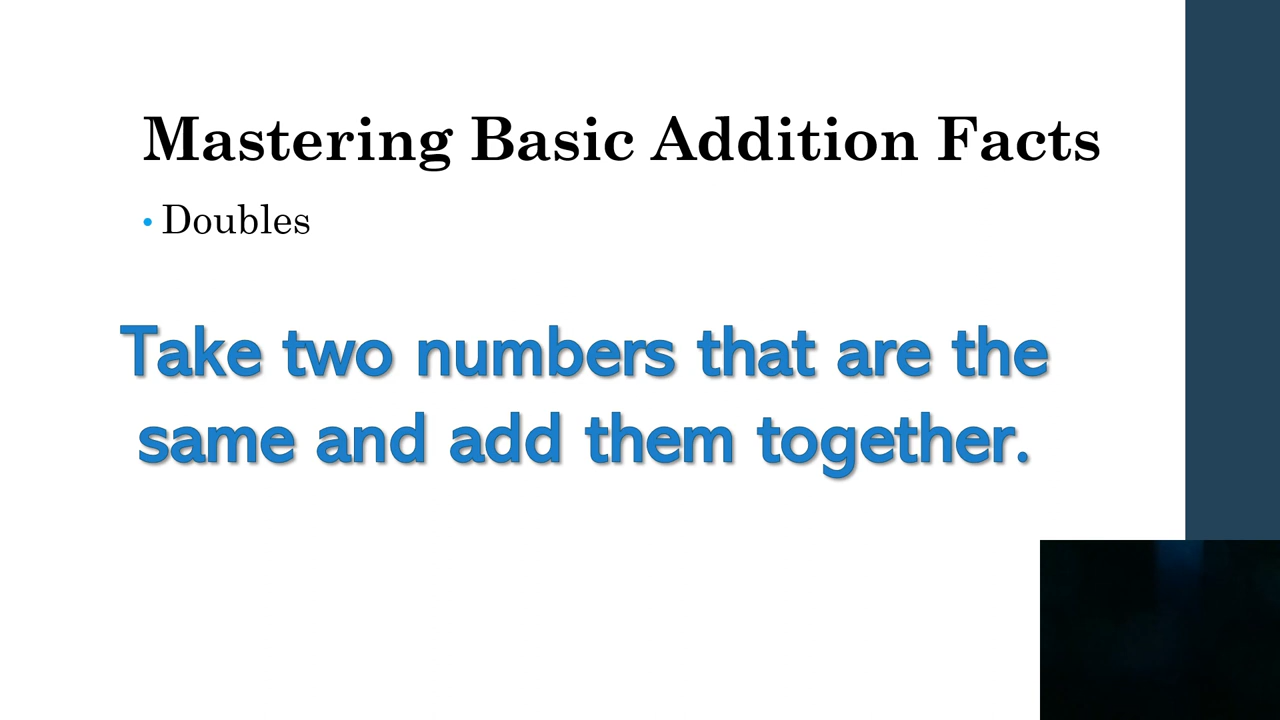 Mastering Basic Addition Facts
• Doubles
Take two numbers that are the
same and add them together.